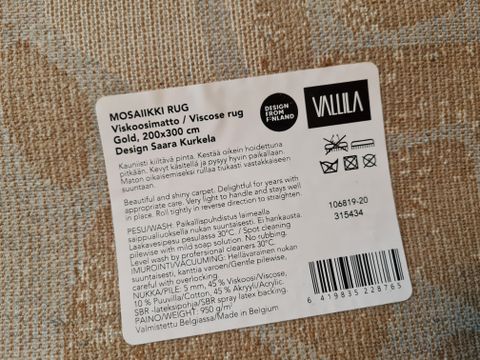 MOSAIIKKI RUG
Viskoosimatto / Viscose rug
Gold, 200x300 cm
Design Saara Kurkela
DESIGN
FROM
FINLAND
VALLILA
Kauniisti kiiltävä pinta. Kestää oikein hoidettuna
pitkään. Kevyt käsitellä ja pysyy hyvin paikallaan.
Maton oikaisemiseksi rullaa tiukasti vastakkaiseen
suuntaan.
Beautiful and shiny carpet. Delightful for years with
appropriate care. Very light to handle and stays well
in place. Roll tightly in reverse direction to straighten.
PESU/WASH: Paikallispuhdistus laimealla
saippualiuoksella nukan suuntaisesti. Ei hankausta.
Laakavesipesu pesulassa 30°C. / Spot cleaning
pilewise with mild soap solution. No rubbing.
Level wash by professional cleaners 30°C.
IMUROINTI/VACUUMING: Hellävarainen nukan
suuntaisesti, kanttia varoen/Gentle pilewise,
careful with overlocking.
NUKKA/PILE: 5 mm, 45 % Viskoosi/Viscose,
10 % Puuvilla/Cotton, 45 % Akryyli/Acrylic.
SBR -lateksipohja/SBR spray latex backing.
PAINO/WEIGHT: 950 g/m²
Valmistettu Belgiassa/Made in Belgium
106819-20
315434
6 419835 228765